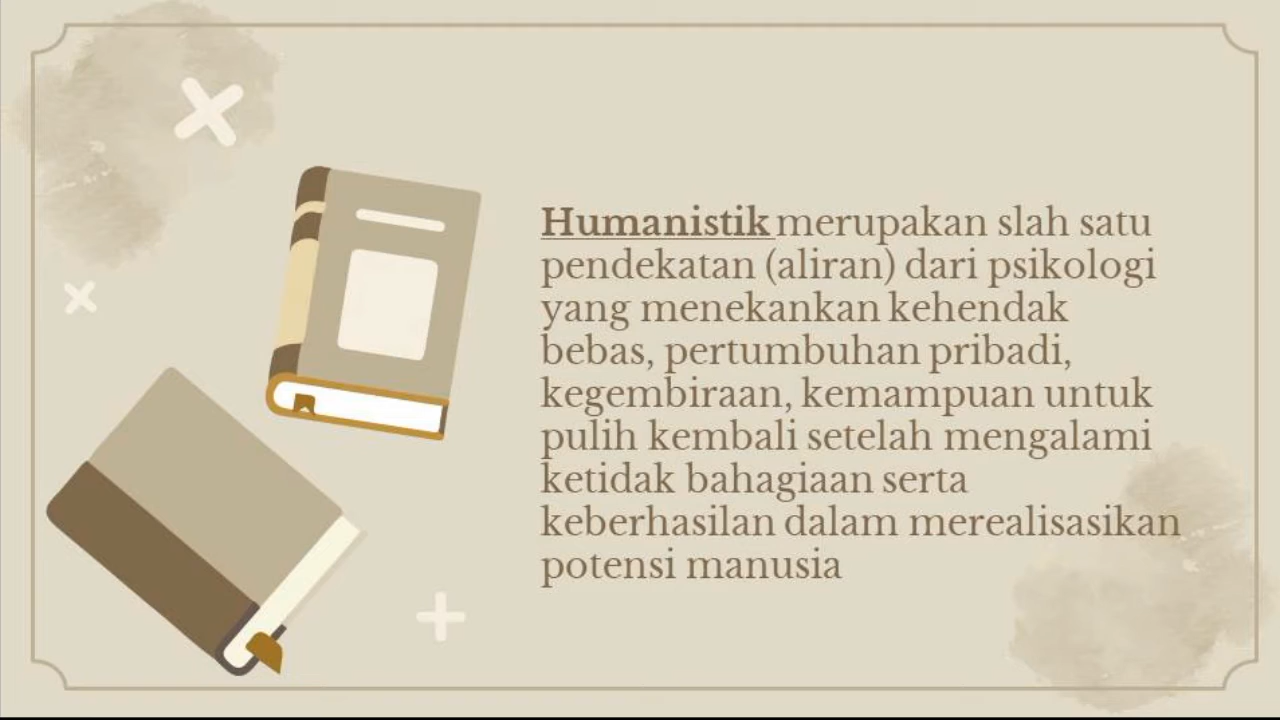 Humanistik merupakan slah satu
pendekatan (aliran) dari psikologi
yang menekankan kehendak
bebas, pertumbuhan pribadi,
kegembiraan, kemampuan untuk
pulih kembali setelah mengalami
ketidak bahagiaan serta
keberhasilan dalam merealisasikan
potensi manusia